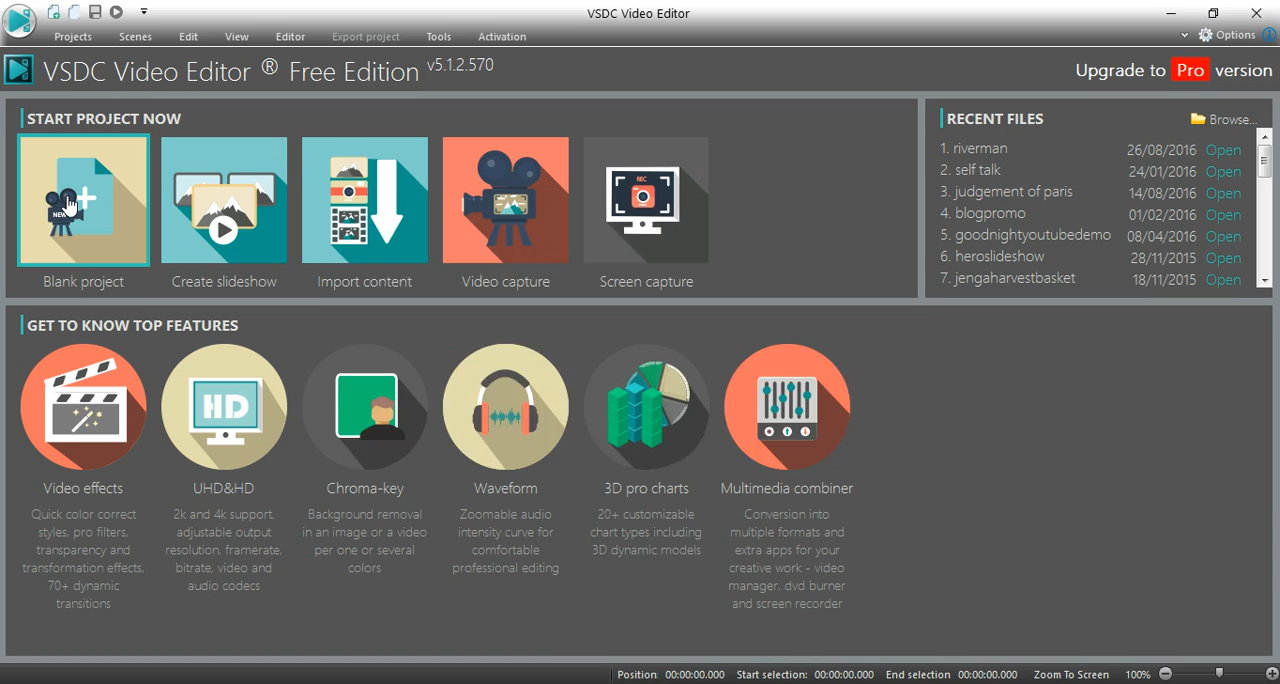 VSDC Video Editor
Projects Scenes Edit View Editor Export project Tools Activation
Options
VSDC Video Editor ® Free Edition v5.1.2.570
Upgrade to Pro version
START PROJECT NOW
NEW
REC
Blank project
Create slideshow
Import content
Video capture
Screen capture
RECENT FILES
Browse...
1. riverman 26/08/2016 Open
2. self talk 24/01/2016 Open
3. judgement of paris 14/08/2016 Open
4. blogpromo 01/02/2016 Open
5. goodnightyoutubedemo 08/04/2016 Open
6. heroslideshow 28/11/2015 Open
7. jengaharvestbasket 18/11/2015 Open
GET TO KNOW TOP FEATURES
Video effects
Quick color correct
styles, pro filters,
transparency and
transformation effects,
70+ dynamic
transitions
HD
UHD&HD
2k and 4k support,
adjustable output
resolution, framerate,
bitrate, video and
audio codecs
Chroma-key
Background removal
in an image or a video
per one or several
colors
Waveform
Zoomable audio
intensity curve for
comfortable
professional editing
3D pro charts
20+ customizable
chart types including
3D dynamic models
Multimedia combiner
Conversion into
multiple formats and
extra apps for your
creative work - video
manager, dvd burner
and screen recorder
Position: 00:00:00.000 Start selection: 00:00:00.000 End selection 00:00:00.000 Zoom To Screen 100%